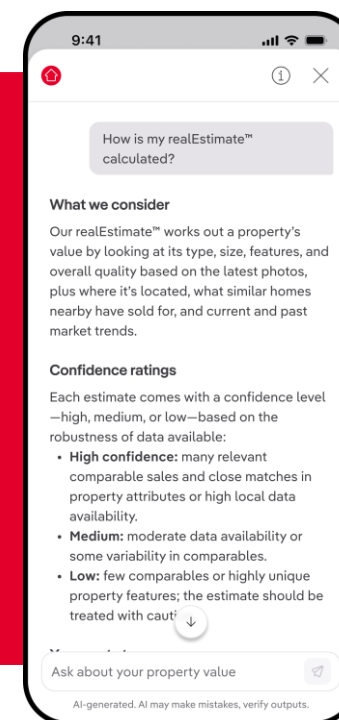 9:41
How is my realEstimate™
calculated?
What we consider
Our realEstimate™ works out a property's
value by looking at its type, size, features, and
overall quality based on the latest photos,
plus where it's located, what similar homes
nearby have sold for, and current and past
market trends.
Confidence ratings
Each estimate comes with a confidence level
—high, medium, or low—based on the
robustness of data available:
• High confidence: many relevant
comparable sales and close matches in
property attributes or high local data
availability.
• Medium: moderate data availability or
some variability in comparables.
• Low: few comparables or highly unique
property features; the estimate should be
treated with
Ask about your property value
AI-generated. AI may make mistakes, verify outputs.